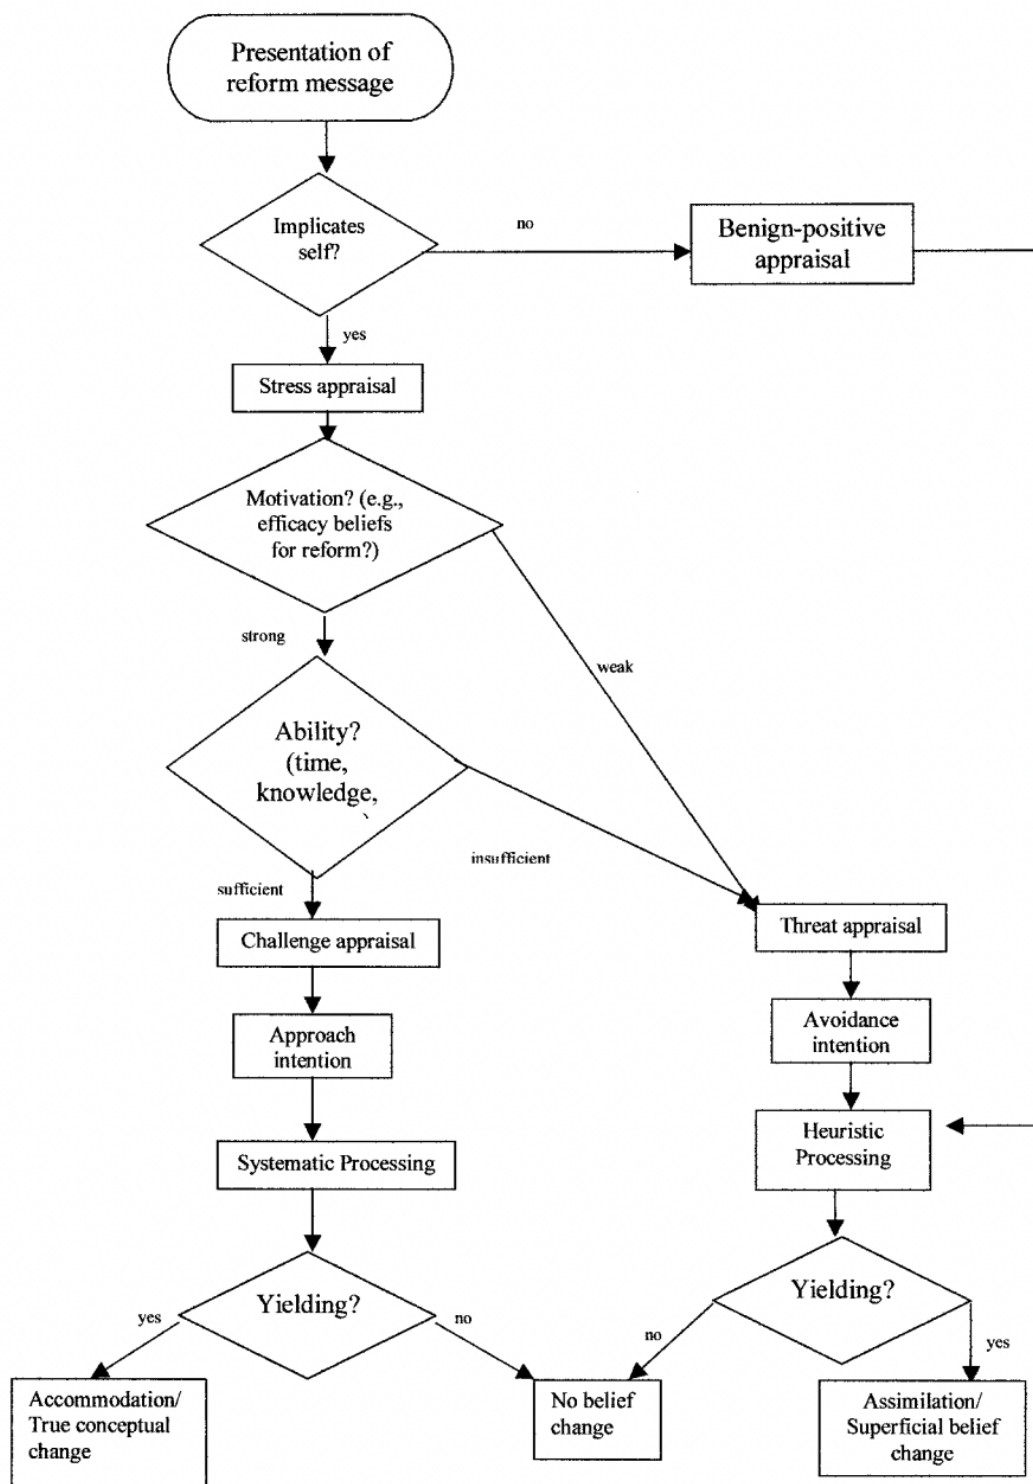 Presentation of
reform message
Implicates
self?
no
Benign-positive
appraisal
yes
Stress appraisal
Motivation? (e.g.,
efficacy beliefs
for reform?)
strong
weak
Ability?
(time,
knowledge,
insufficient
sufficient
Challenge appraisal
Threat appraisal
Approach
intention
Avoidance
intention
Systematic Processing
Heuristic
Processing
Yielding?
yes
no
Yielding?
no
yes
Accommodation/
True conceptual
change
No belief
change
Assimilation/
Superficial belief
change